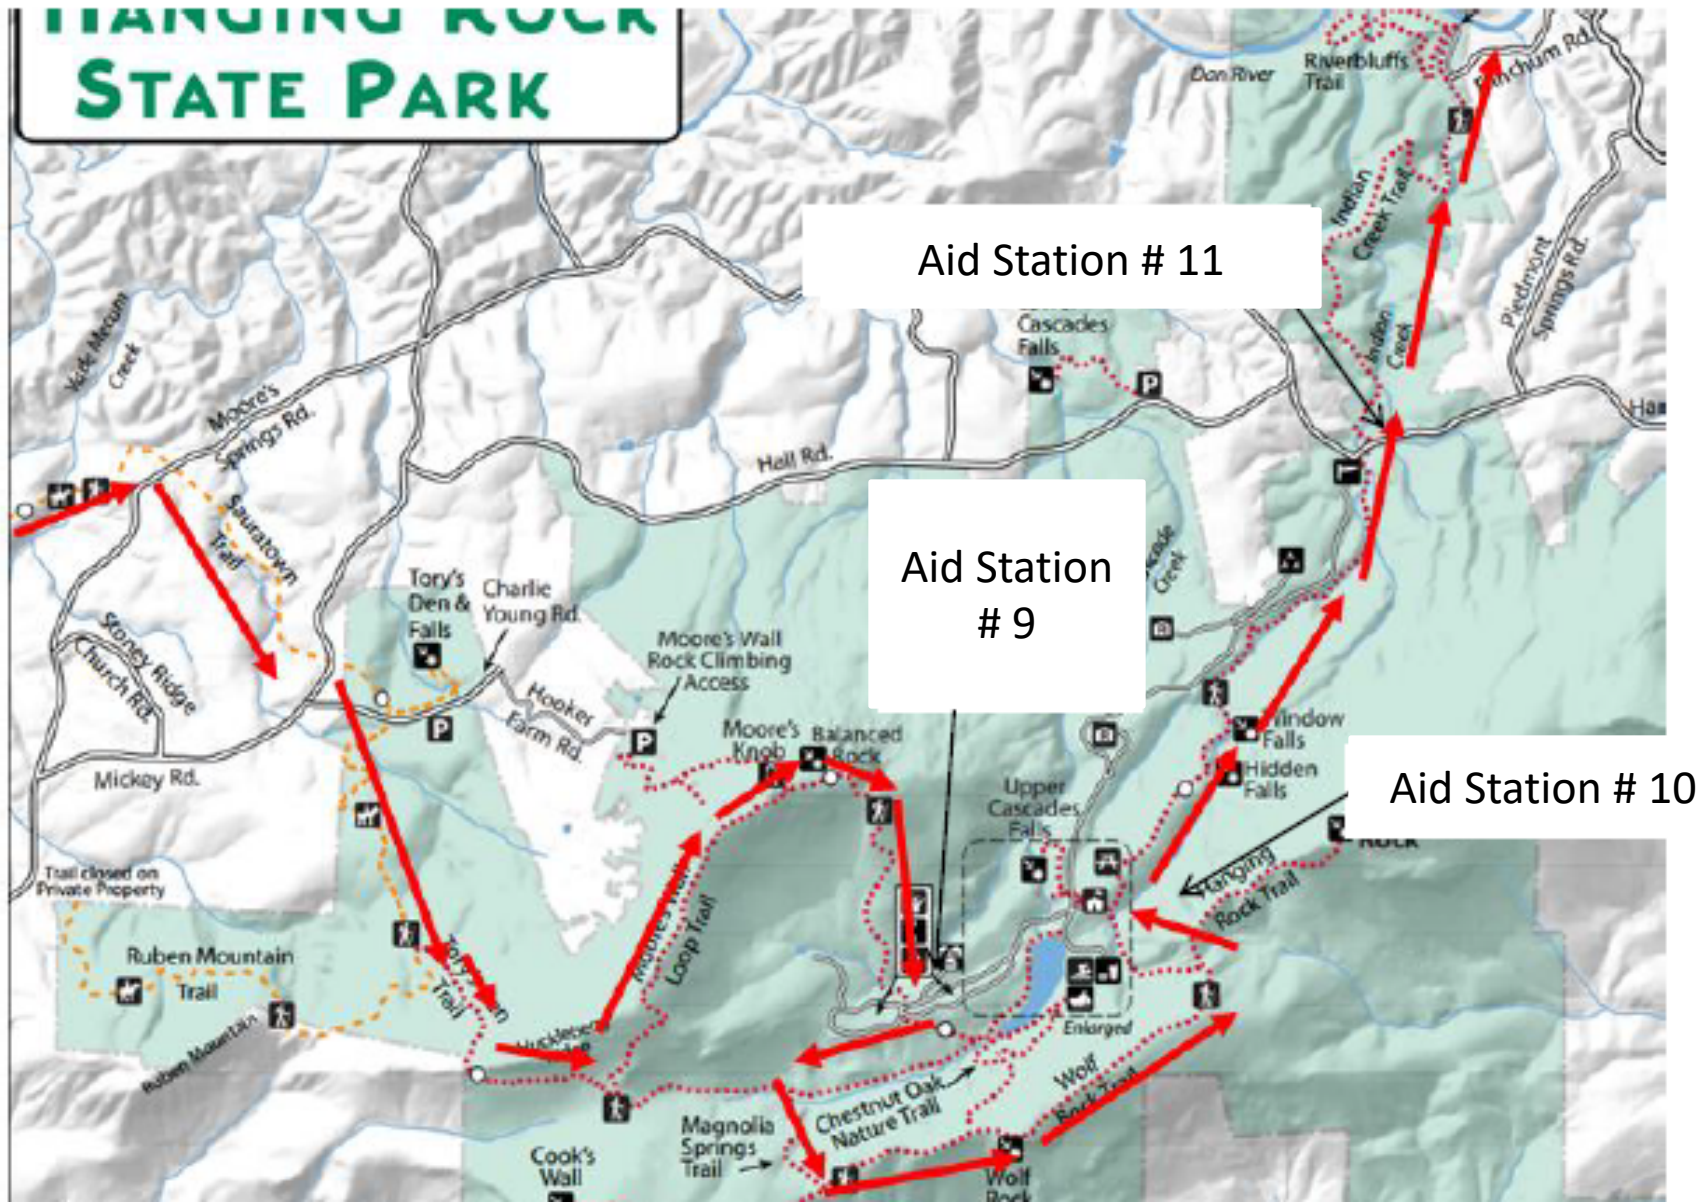 HANGING ROCK
STATE PARK
Dan River
Riverbluffs
Trail
Indian
Creek Trail
Aid Station # 11
Piedmont
Springs Rd.
Indian
Creek
Cascades
Falls
P
Creek
Moore's
Springs Rd.
Hall Rd.
Sauratown
Trail
Aid Station
# 9
Creek
Tory's
Den &
Falls
Charlie
Young Rd.
Stoney Ridge
Church Rd.
Moore's Wall
Rock Climbing
Access
Hooker
Farm Rd.
P
P
Moore's
Knob
Balanced
Rock
Window
Falls
Hidden
Falls
Mickey Rd.
Upper
Cascades
Falls
Aid Station # 10
Trail closed on
Private Property
Hanging
Rock Trail
ROCK
Loop Trail
Ruben Mountain
Trail
Trail
Ruben Mountain
Enlarged
Wolf
Chestnut Oak
Nature Trail
Magnolia
Springs
Trail
Cook's
Wall
Wolf
Rock